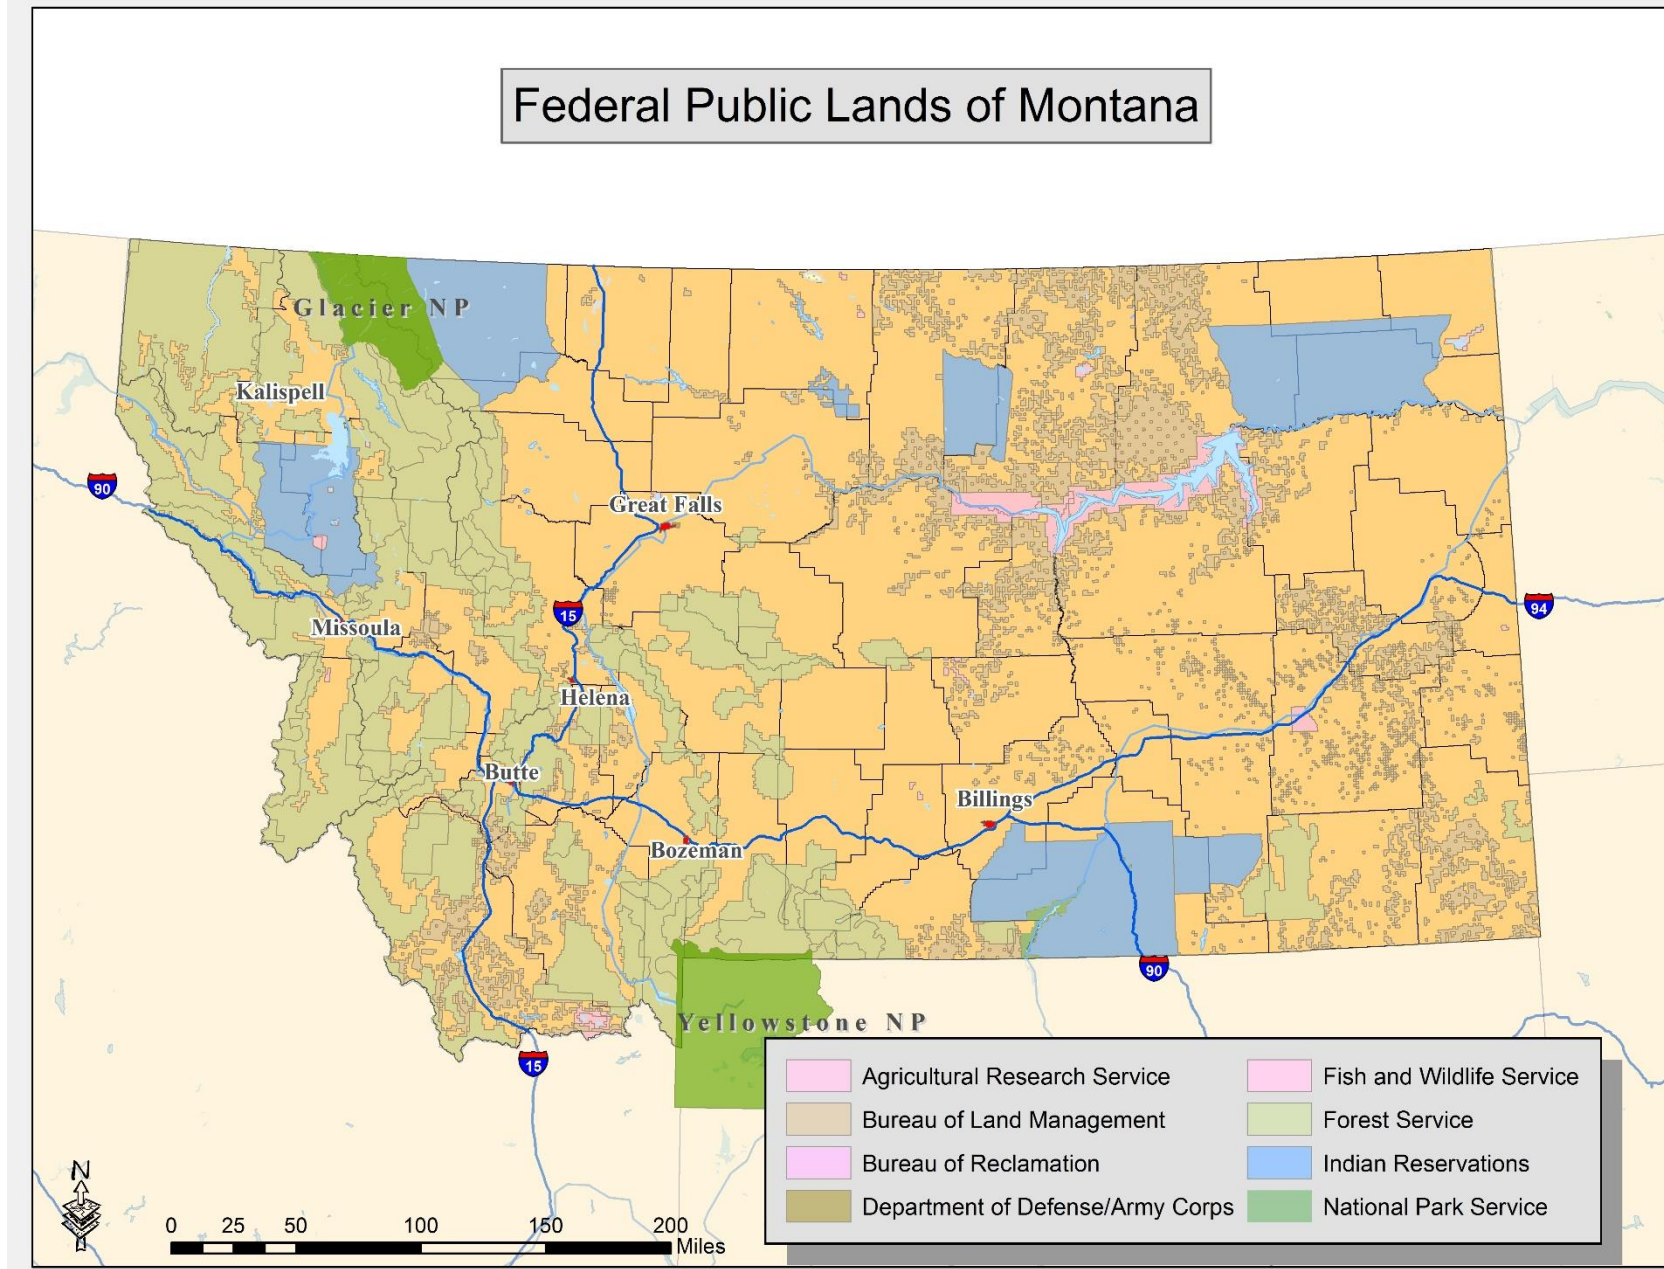 Federal Public Lands of Montana
Glacier NP
Kalispell
90
Great Falls
94
15
Missoula
Helena
Butte
Billings
Bozeman
90
Yellowstone NP
15
Agricultural Research Service
Fish and Wildlife Service
Bureau of Land Management
Forest Service
Bureau of Reclamation
Indian Reservations
Department of Defense/Army Corps
National Park Service
N
0 25 50 100 150 200
Miles